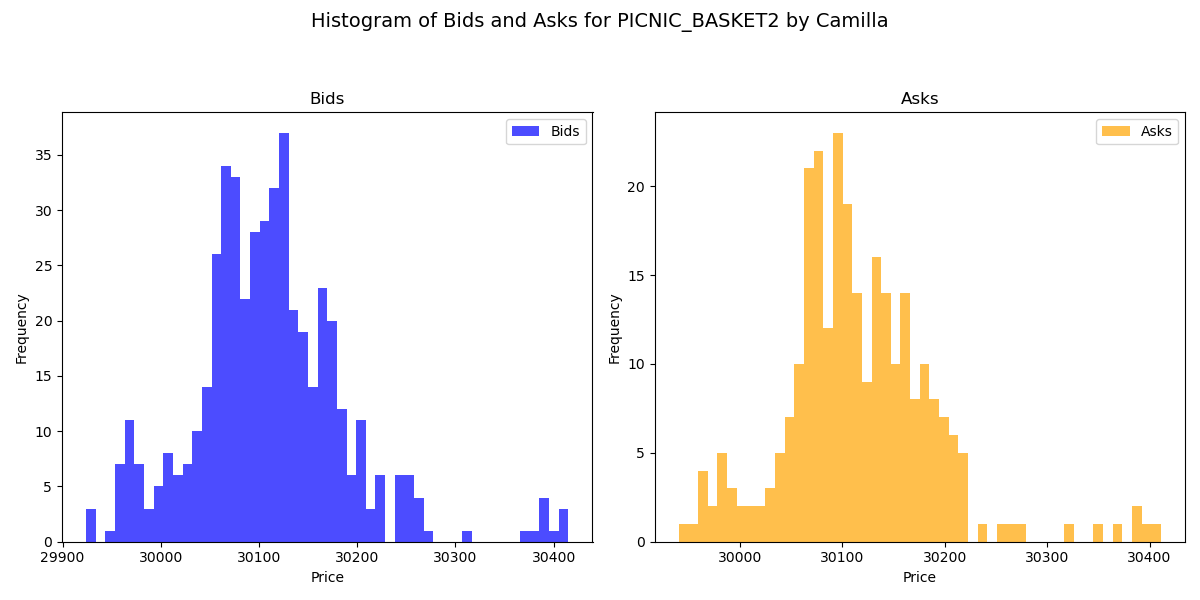 Histogram of Bids and Asks for PICNIC_BASKET2 by Camilla
Bids
Bids
35
30
25
20
15
10
5
0
Frequency
29900 30000 30100 30200 30300 30400
Price
Asks
Asks
20
15
10
5
0
Frequency
30000 30100 30200 30300 30400
Price